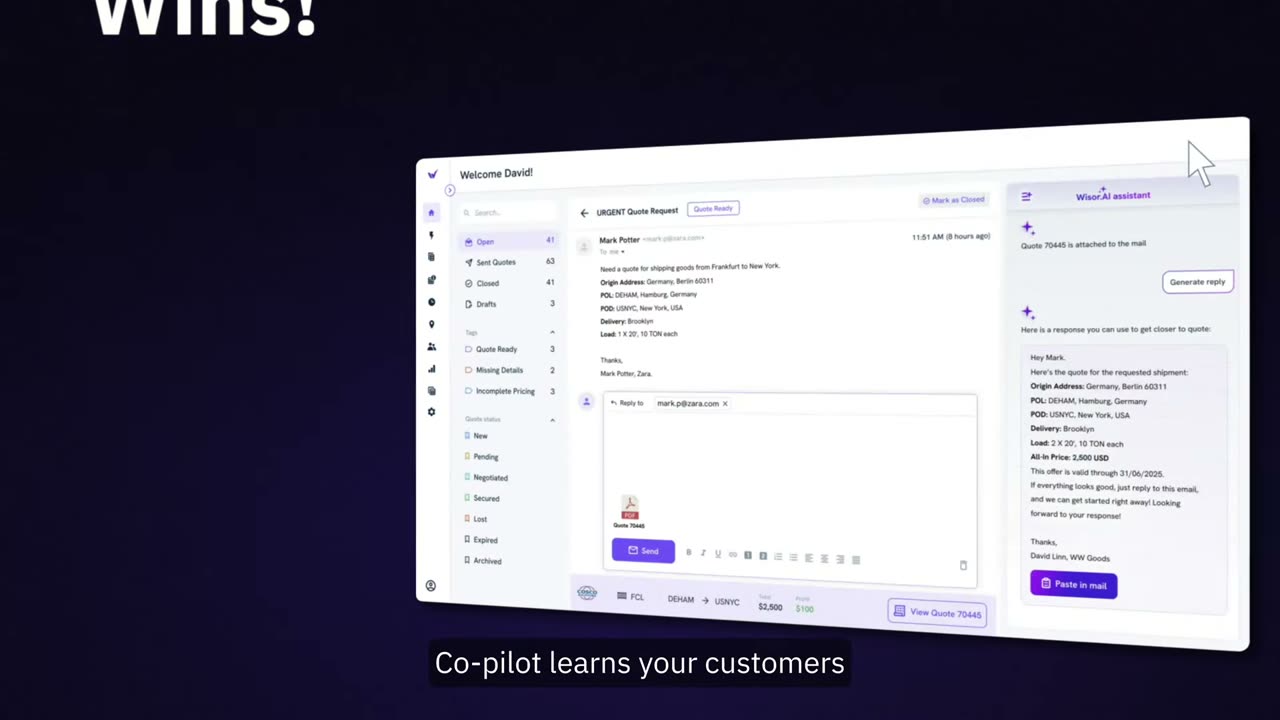 Wins!
Welcome David!
Search...
Open 41
Sent Quotes 63
Closed 41
Drafts 3
Tags
Quote Ready 3
Missing Details 2
Incomplete Pricing 3
Quote status
New
Pending
Negotiated
Secured
Lost
Expired
Archived
URGENT Quote Request Quote Ready Mark as Closed
Mark Potter <mark.p@zara.com> 11:51 AM (8 hours ago)
To me
Need a quote for shipping goods from Frankfurt to New York.
Origin Address: Germany, Berlin 60311
POL: DEHAM, Hamburg, Germany
POD: USNYC, New York, USA
Delivery: Brooklyn
Load: 1 X 20', 10 TON each
Thanks,
Mark Potter, Zara.
Reply to mark.p@zara.com ×
PDF
Quote 70445
Send B I U
COSCO FCL DEHAM → USNYC
Total
$2,500
Profit
$100
View Quote 70445
Wisor.AI assistant
Quote 70445 is attached to the mail
Generate reply
Here is a response you can use to get closer to quote:
Hey Mark.
Here's the quote for the requested shipment:
Origin Address: Germany, Berlin 60311
POL: DEHAM, Hamburg, Germany
POD: USNYC, New York, USA
Delivery: Brooklyn
Load: 2 X 20', 10 TON each
All-in Price: 2,500 USD
This offer is valid through 31/06/2025.
If everything looks good, just reply to this email,
and we can get started right away! Looking
forward to your response!
Thanks,
David Linn, WW Goods
Paste in mail
Co-pilot learns your customers